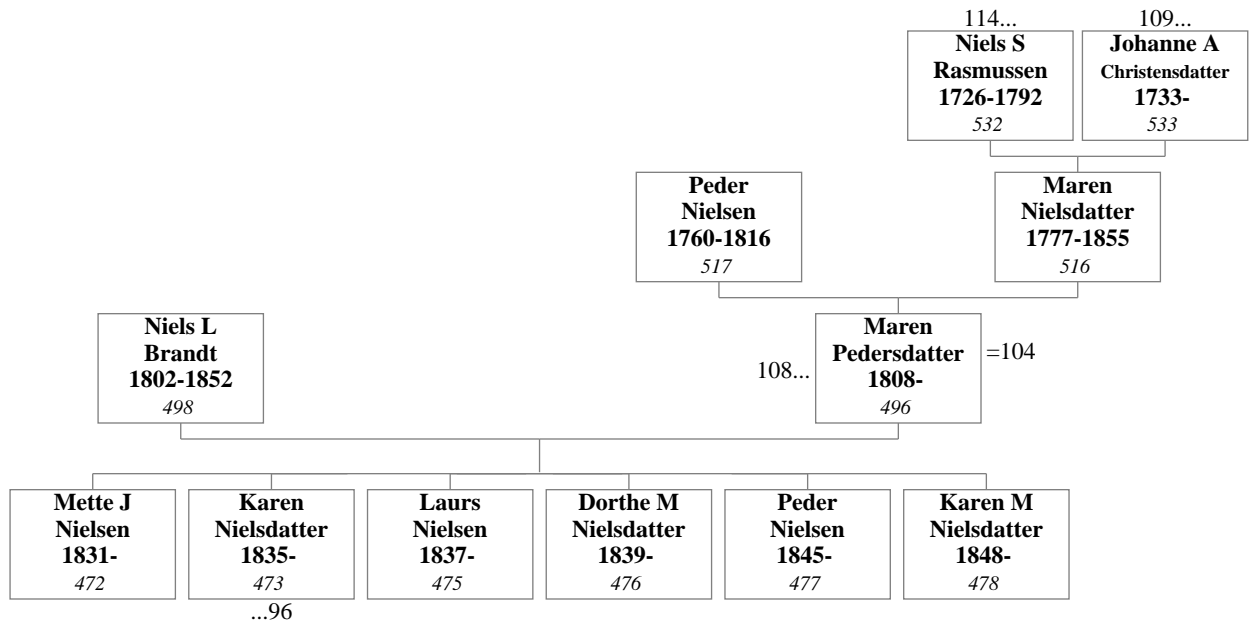 114...
Niels S
Rasmussen
1726-1792
532
109...
Johanne A
Christensdatter
1733-
533
Peder
Nielsen
1760-1816
517
Maren
Nielsdatter
1777-1855
516
Niels L
Brandt
1802-1852
498
108...
Maren
Pedersdatter
1808-
496
=104
Mette J
Nielsen
1831-
472
Karen
Nielsdatter
1835-
473
...96
Laurs
Nielsen
1837-
475
Dorthe M
Nielsdatter
1839-
476
Peder
Nielsen
1845-
477
Karen M
Nielsdatter
1848-
478